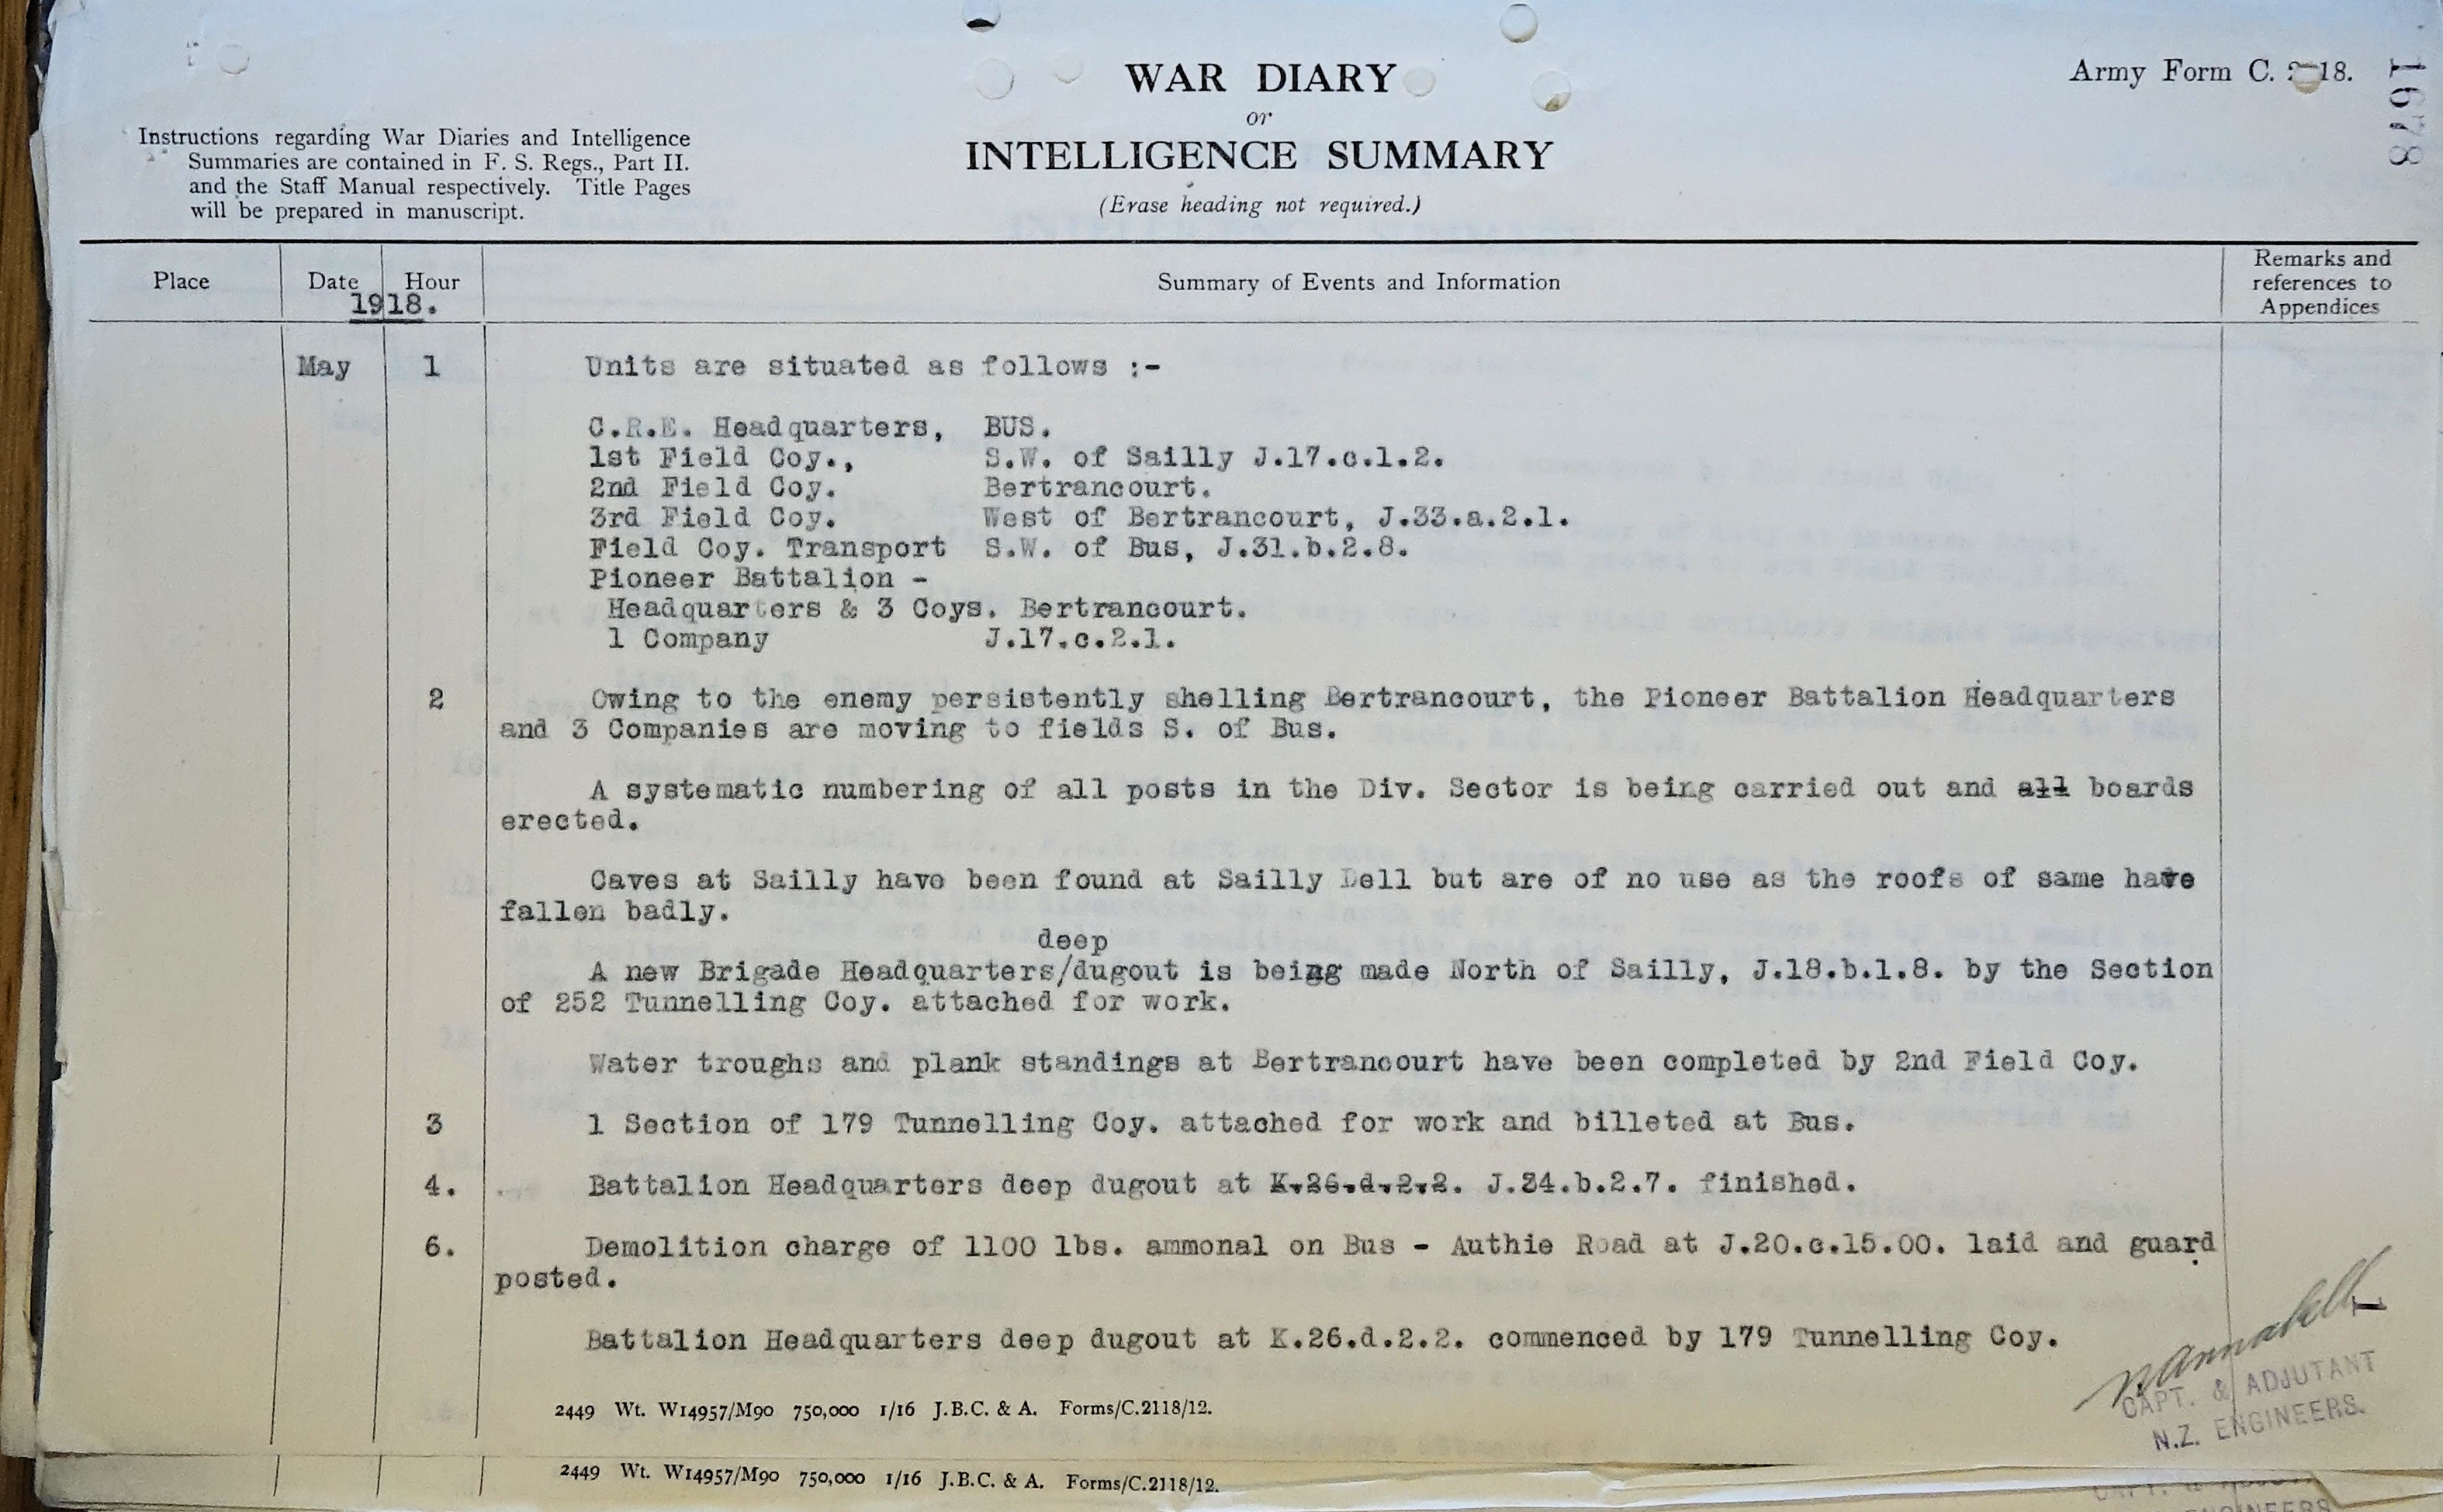 WAR DIARY
or
INTELLIGENCE SUMMARY
(Erase heading not required.)
Army Form C. 2118.
1678
Instructions regarding War Diaries and Intelligence
Summaries are contained in F. S. Regs., Part II.
and the Staff Manual respectively. Title Pages
will be prepared in manuscript.
Place Date Hour Summary of Events and Information Remarks and references to Appendices
1918.
May 1 Units are situated as follows :-
C.R.E. Headquarters, BUS.
1st Field Coy., S.W. of Sailly J.17.c.1.2.
2nd Field Coy. Bertrancourt.
3rd Field Coy. West of Bertrancourt, J.33.a.2.1.
Field Coy. Transport S.W. of Bus, J.31.b.2.8.
Pioneer Battalion -
Headquarters & 3 Coys. Bertrancourt.
1 Company J.17.c.2.1.
2 Owing to the enemy persistently shelling Bertrancourt, the Pioneer Battalion Headquarters
and 3 Companies are moving to fields S. of Bus.
A systematic numbering of all posts in the Div. Sector is being carried out and all boards
erected.
Caves at Sailly have been found at Sailly Dell but are of no use as the roofs of same have
fallen badly.
deep
A new Brigade Headquarters/dugout is being made North of Sailly, J.18.b.1.8. by the Section
of 252 Tunnelling Coy. attached for work.
Water troughs and plank standings at Bertrancourt have been completed by 2nd Field Coy.
3 1 Section of 179 Tunnelling Coy. attached for work and billeted at Bus.
4. Battalion Headquarters deep dugout at K.26.d.2.2. J.24.b.2.7. finished.
6. Demolition charge of 1100 lbs. ammonal on Bus - Authie Road at J.20.c.15.00. laid and guard
posted.
Battalion Headquarters deep dugout at K.26.d.2.2. commenced by 179 Tunnelling Coy.
1
CAPT. & ADJUTANT
N.Z. ENGINEERS.
2449 Wt. W14957/M90 750,000 1/16 J.B.C. & A. Forms/C.2118/12.
2449 Wt. W14957/M90 750,000 1/16 J.B.C. & A. Forms/C.2118/12.